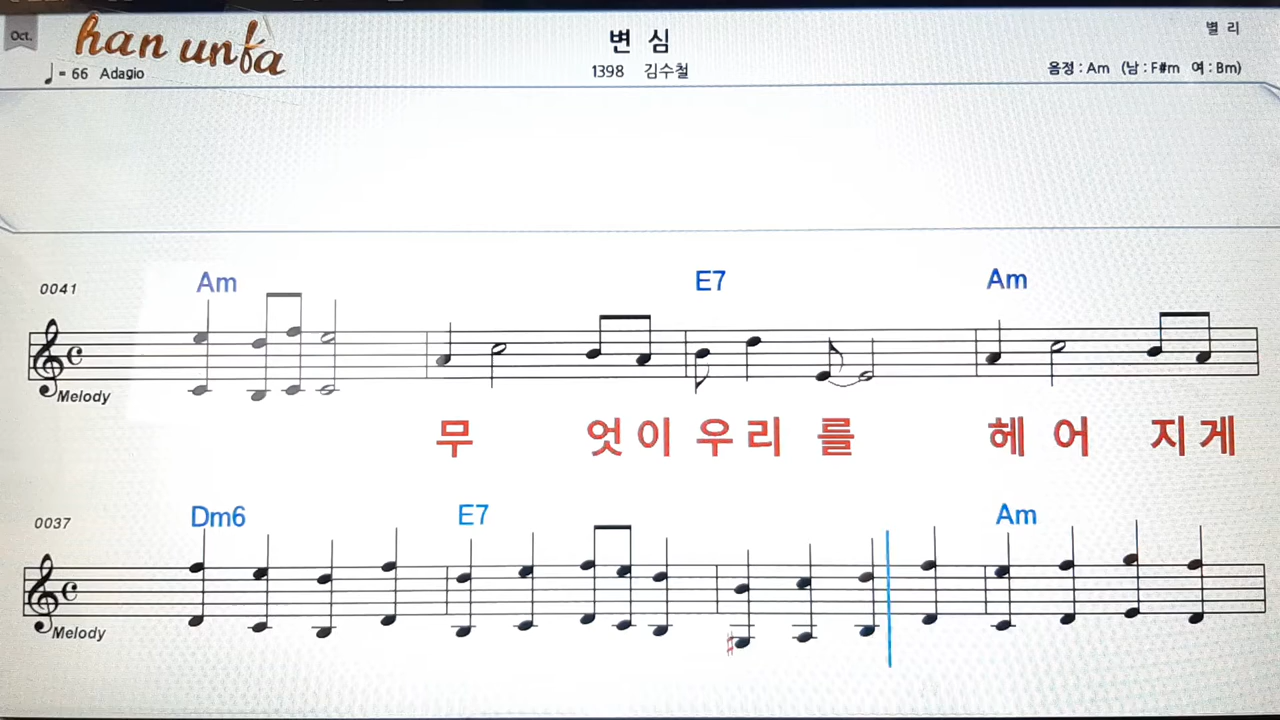 Oct.
han unfa
변 심
별 리
♩ = 66 Adagio
1398 김수철
음정 : Am (남 : F#m 여 : Bm)
Am E7 Am
0041
Melody
무 엇 이 우 리 를 헤 어 지 게
Dm6 E7 Am
0037
Melody